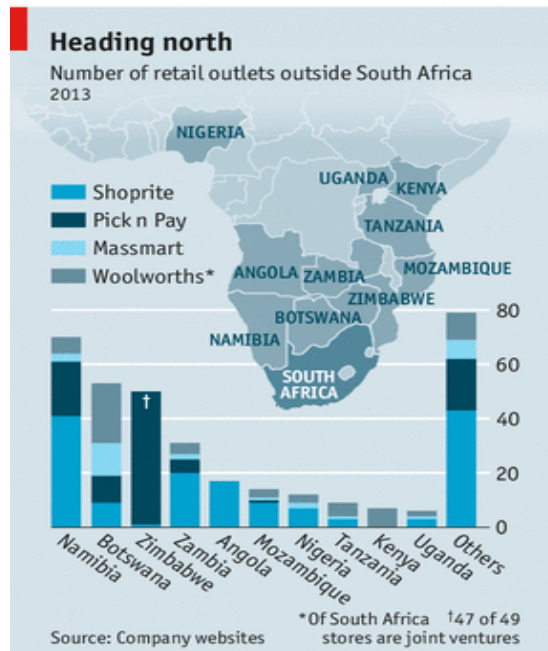 Heading north
Number of retail outlets outside South Africa
2013
NIGERIA
UGANDA
KENYA
Shoprite
Pick n Pay
TANZANIA
Massmart
Woolworths*
ANGOLA
ZAMBIA
MOZAMBIQUE
ZIMBABWE
BOTSWANA
NAMIBIA
SOUTH
AFRICA
80
60
40
20
0
†
Namibia
Botswana
Zimbabwe
Zambia
Angola
Mozambique
Nigeria
Tanzania
Kenya
Uganda
Others
*Of South Africa †47 of 49
Source: Company websites stores are joint ventures